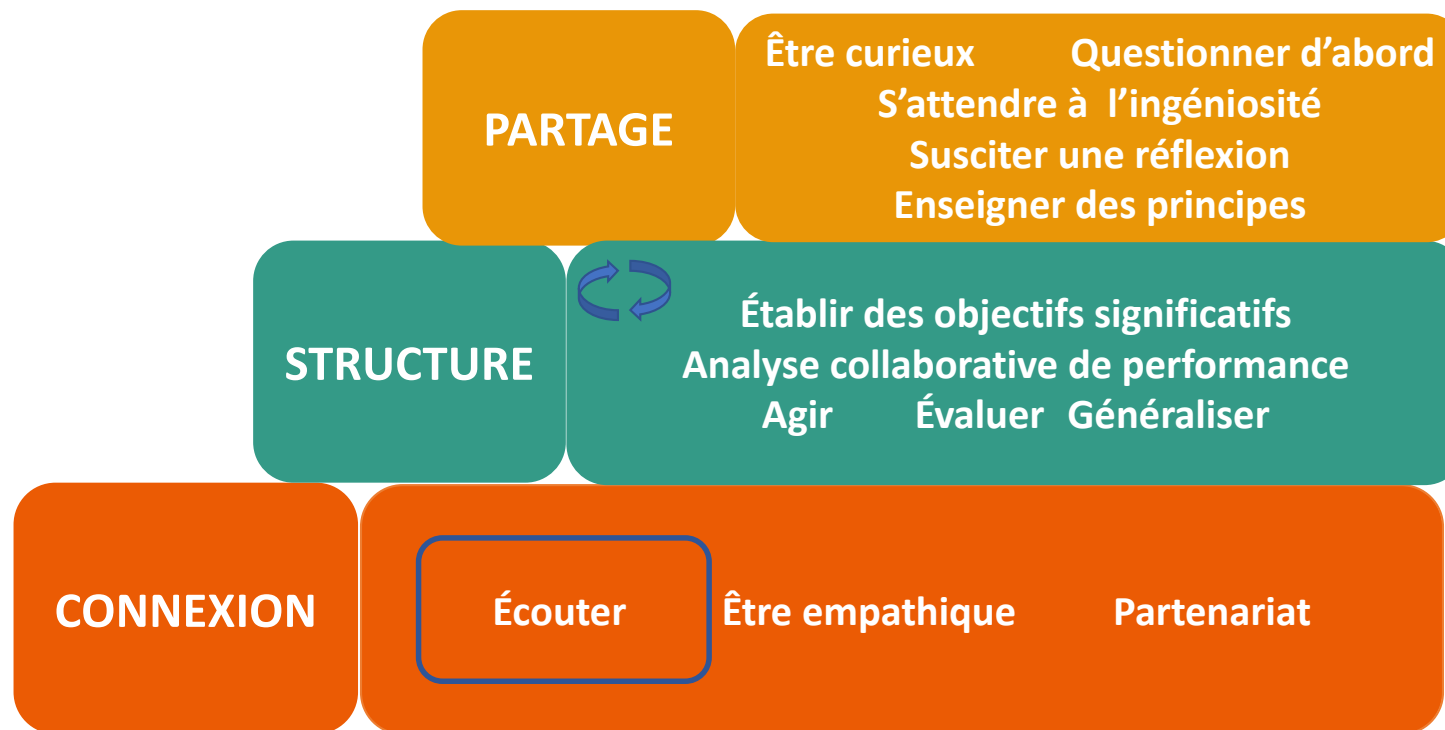 PARTAGE
Être curieux Questionner d’abord
S’attendre à l’ingéniosité
Susciter une réflexion
Enseigner des principes
STRUCTURE
Établir des objectifs significatifs
Analyse collaborative de performance
Agir Évaluer Généraliser
CONNEXION
Écouter Être empathique Partenariat